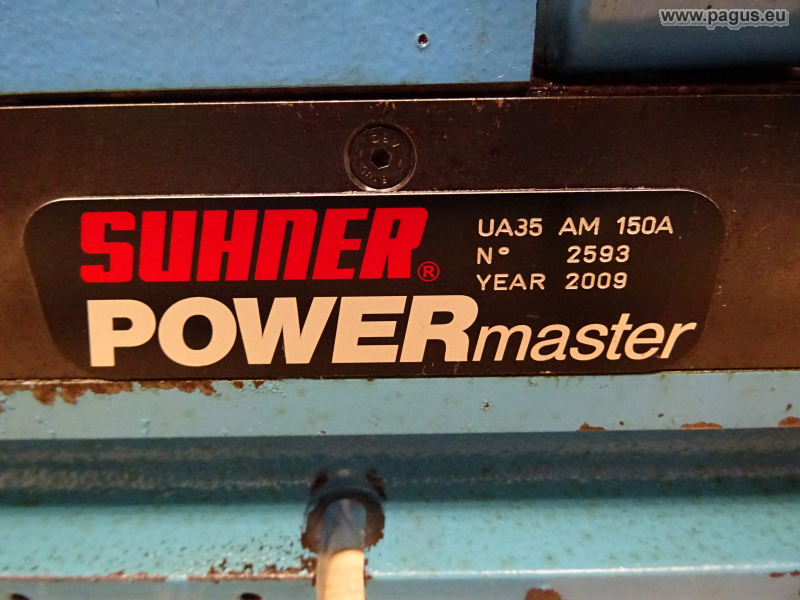 www.pagus.eu
SUHNER®
UA35 AM 150A
N° 2593
YEAR 2009
POWERmaster